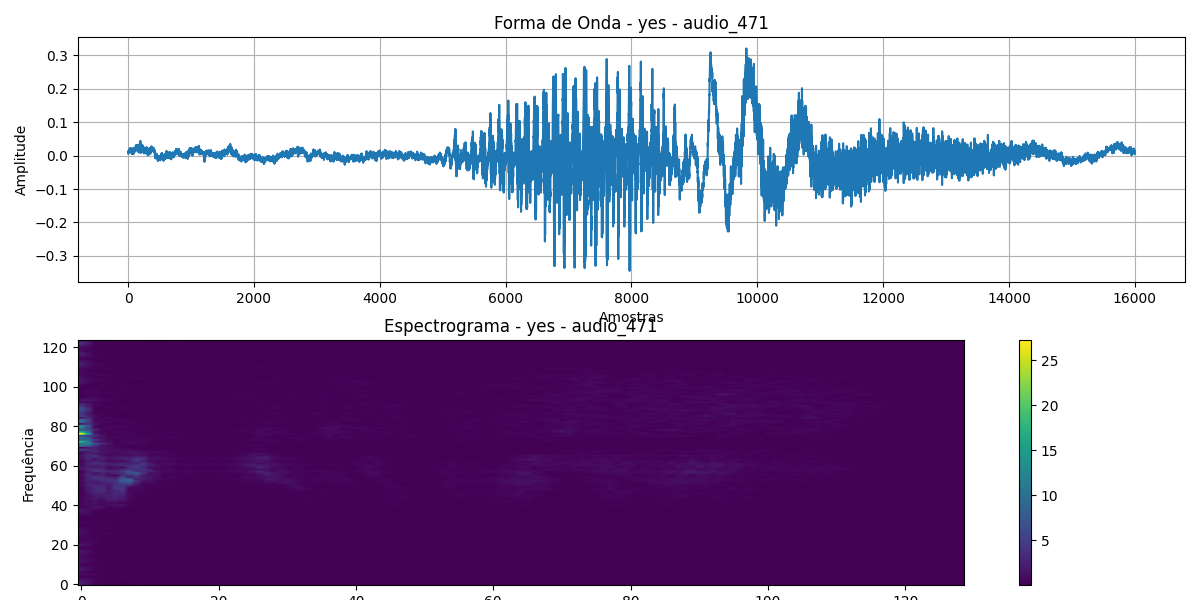 Forma de Onda - yes - audio_471
Amplitude
0.3
0.2
0.1
0.0
−0.1
−0.2
−0.3
0 2000 4000 6000 8000 10000 12000 14000 16000
Amostras
Espectrograma - yes - audio_471
Frequência
120
100
80
60
40
20
0
0 20 40 60 80 100 120
25
20
15
10
5